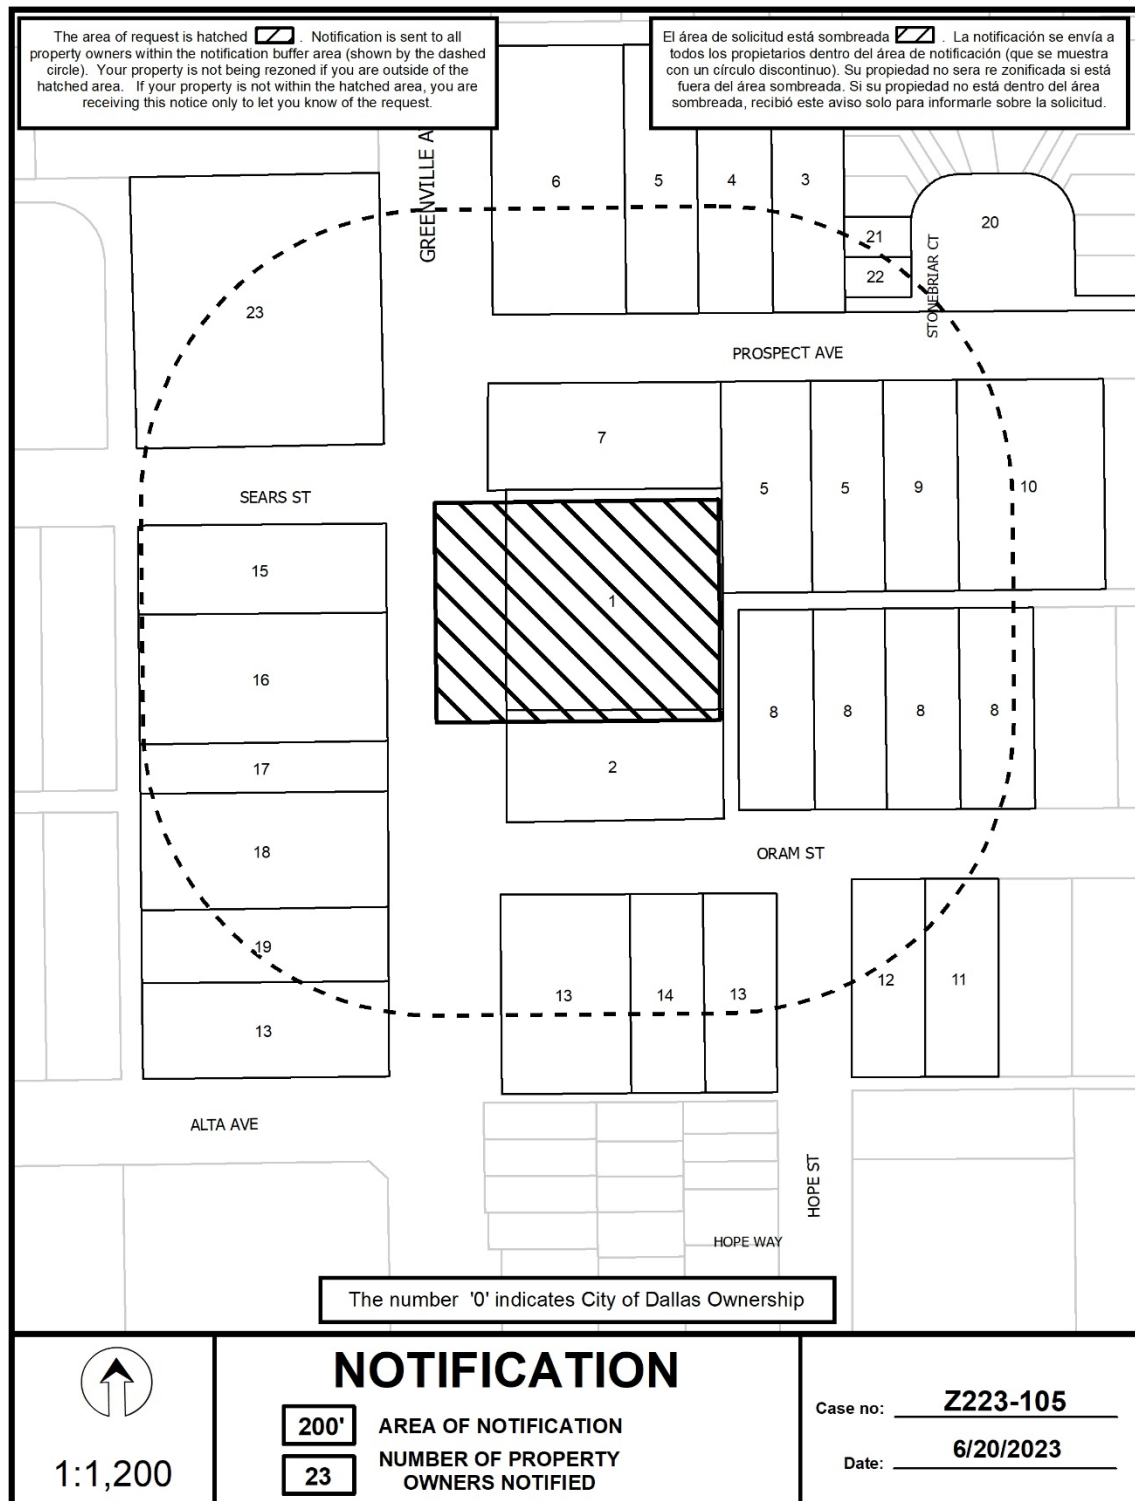 The area of request is hatched . Notification is sent to all
property owners within the notification buffer area (shown by the dashed
circle). Your property is not being rezoned if you are outside of the
hatched area. If your property is not within the hatched area, you are
receiving this notice only to let you know of the request.
El área de solicitud está sombreada . La notificación se envía a
todos los propietarios dentro del área de notificación (que se muestra
con un círculo discontinuo). Su propiedad no sera re zonificada si está
fuera del área sombreada. Si su propiedad no está dentro del área
sombreada, recibió este aviso solo para informarle sobre la solicitud.
GREENVILLE A
6
5
4
3
21
22
20
STONEBRIAR CT
23
PROSPECT AVE
7
SEARS ST
5
5
9
10
15
1
16
8
8
8
8
17
2
18
ORAM ST
19
13
14
13
12
11
13
ALTA AVE
HOPE ST
HOPE WAY
The number '0' indicates City of Dallas Ownership
1:1,200
NOTIFICATION
200' AREA OF NOTIFICATION
23 NUMBER OF PROPERTY
OWNERS NOTIFIED
Case no: Z223-105
Date: 6/20/2023